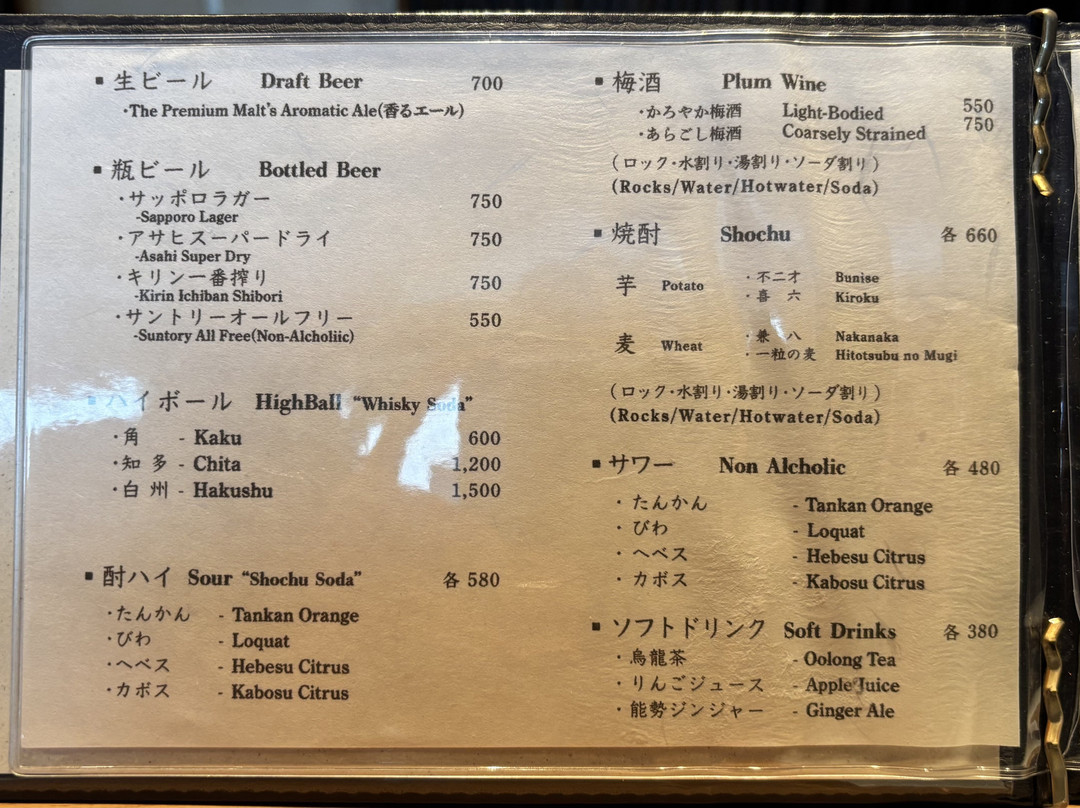 ▪ 生ビール Draft Beer 700
・The Premium Malt's Aromatic Ale(香るエール)
▪ 瓶ビール Bottled Beer
・サッポロラガー 750
-Sapporo Lager
・アサヒスーパードライ 750
-Asahi Super Dry
・キリン一番搾り 750
-Kirin Ichiban Shibori
・サントリーオールフリー 550
-Suntory All Free(Non-Alcholiic)
▪ ハイボール HighBall “Whisky Soda”
・角 - Kaku 600
・知多 - Chita 1,200
・白州 - Hakushu 1,500
▪ 酎ハイ Sour “Shochu Soda” 各 580
・たんかん - Tankan Orange
・びわ - Loquat
・へベス - Hebesu Citrus
・カボス - Kabosu Citrus
▪ 梅酒 Plum Wine
・かろやか梅酒 Light-Bodied 550
・あらごし梅酒 Coarsely Strained 750
(ロック・水割り・湯割り・ソーダ割り)
(Rocks/Water/Hotwater/Soda)
▪ 焼酎 Shochu 各 660
芋 Potato ・不二才 Bunise
・喜 六 Kiroku
麦 Wheat ・兼 八 Nakanaka
・一粒の麦 Hitotsubu no Mugi
(ロック・水割り・湯割り・ソーダ割り)
(Rocks/Water/Hotwater/Soda)
▪ サワー Non Alcholic 各 480
・たんかん - Tankan Orange
・びわ - Loquat
・へベス - Hebesu Citrus
・カボス - Kabosu Citrus
▪ ソフトドリンク Soft Drinks 各 380
・烏龍茶 - Oolong Tea
・りんごジュース - Apple Juice
・能勢ジンジャー - Ginger Ale